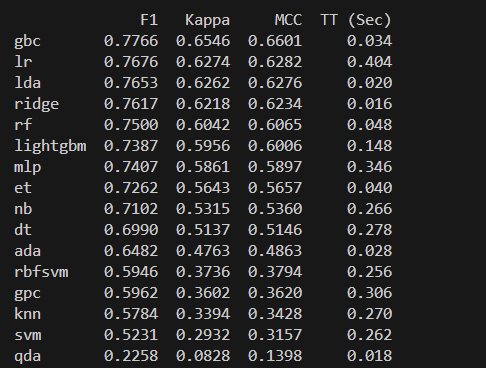 F1 Kappa MCC TT (Sec)
gbc 0.7766 0.6546 0.6601 0.034
lr 0.7676 0.6274 0.6282 0.404
lda 0.7653 0.6262 0.6276 0.020
ridge 0.7617 0.6218 0.6234 0.016
rf 0.7500 0.6042 0.6065 0.048
lightgbm 0.7387 0.5956 0.6006 0.148
mlp 0.7407 0.5861 0.5897 0.346
et 0.7262 0.5643 0.5657 0.040
nb 0.7102 0.5315 0.5360 0.266
dt 0.6990 0.5137 0.5146 0.278
ada 0.6482 0.4763 0.4863 0.028
rbfsvm 0.5946 0.3736 0.3794 0.256
gpc 0.5962 0.3602 0.3620 0.306
knn 0.5784 0.3394 0.3428 0.270
svm 0.5231 0.2932 0.3157 0.262
qda 0.2258 0.0828 0.1398 0.018